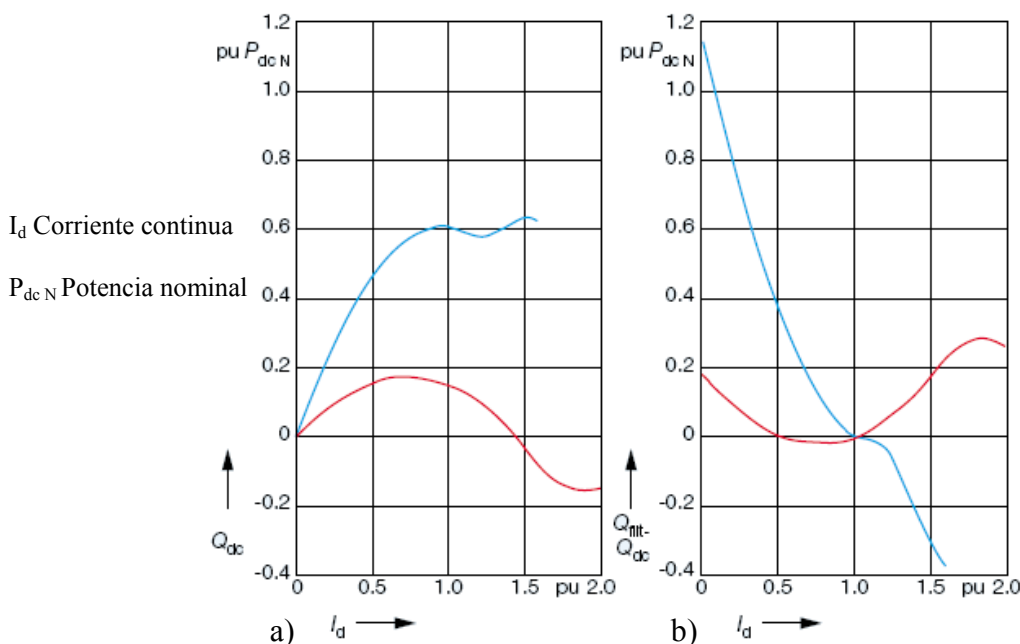 I_d Corriente continua
P_dc N Potencia nominal
1.2
pu P_dc N
1.0
0.8
0.6
0.4
0.2
0
-0.2
Q_dc
-0.4
0 0.5 1.0 1.5 pu 2.0
a) I_d
1.2
pu P_dc N
1.0
0.8
0.6
0.4
0.2
0
-0.2
Q_filt-
Q_dc
-0.4
0 0.5 1.0 1.5 pu 2.0
b) I_d